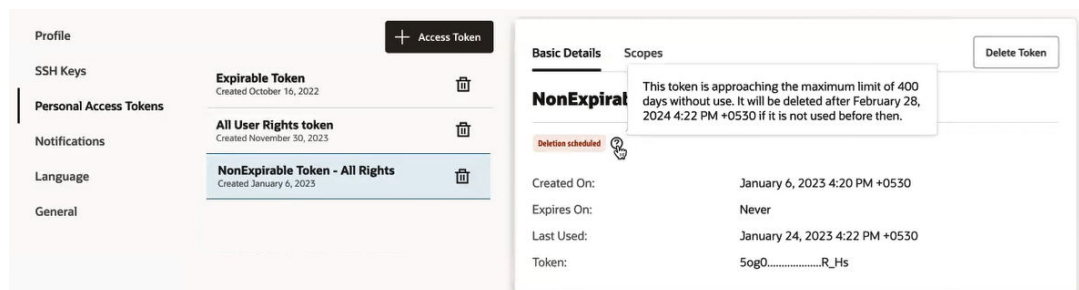 Profile
SSH Keys
Personal Access Tokens
Notifications
Language
General
+ Access Token
Expirable Token
Created October 16, 2022
All User Rights token
Created November 30, 2023
NonExpirable Token - All Rights
Created January 6, 2023
Basic Details Scopes
Delete Token
This token is approaching the maximum limit of 400
days without use. It will be deleted after February 28,
2024 4:22 PM +0530 if it is not used before then.
Deletion scheduled ?
Created On: January 6, 2023 4:20 PM +0530
Expires On: Never
Last Used: January 24, 2023 4:22 PM +0530
Token: 5og0...................R_Hs